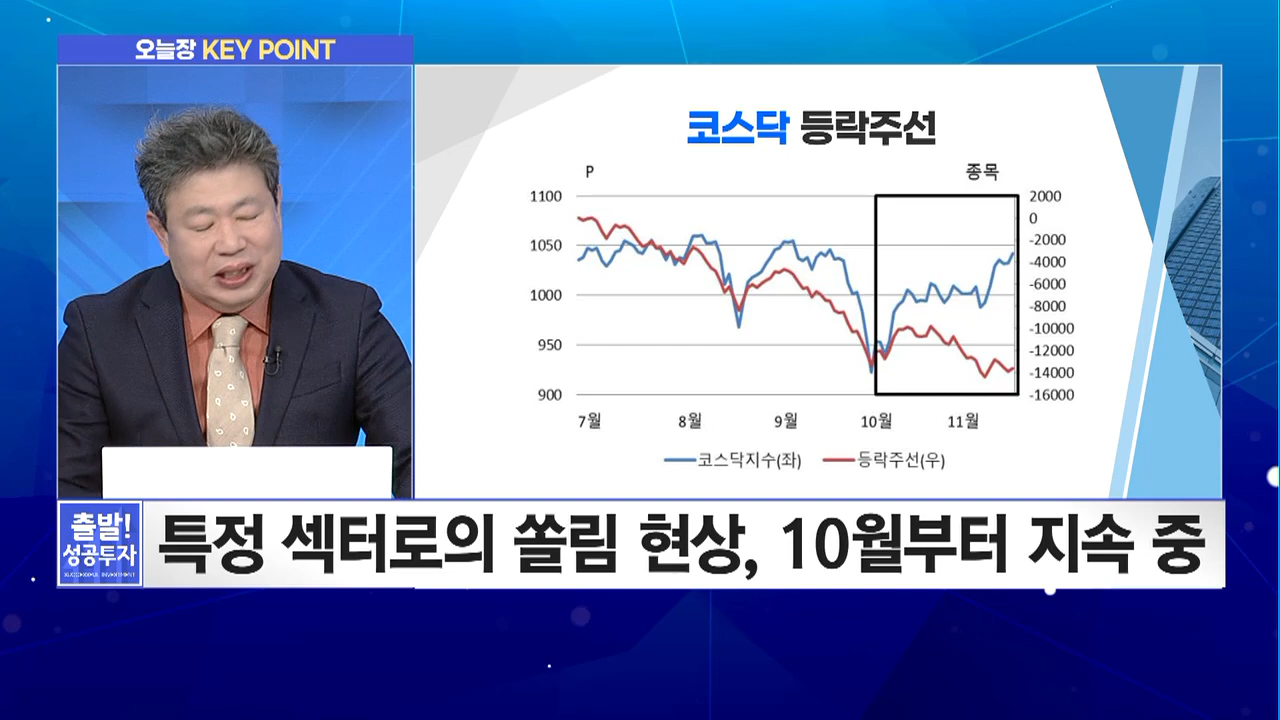 오늘장 KEY POINT
코스닥 등락주선
P
종목
1100
1050
1000
950
900
2000
0
-2000
-4000
-6000
-8000
-10000
-12000
-14000
-16000
7월 8월 9월 10월 11월
코스닥지수(좌) 등락주선(우)
출발!
성공투자
특정 섹터로의 쏠림 현상, 10월부터 지속 중